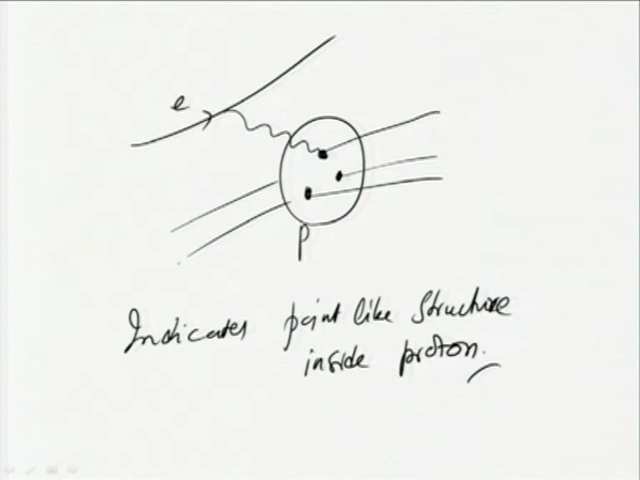 e
p
Indicates point like structure
inside proton.